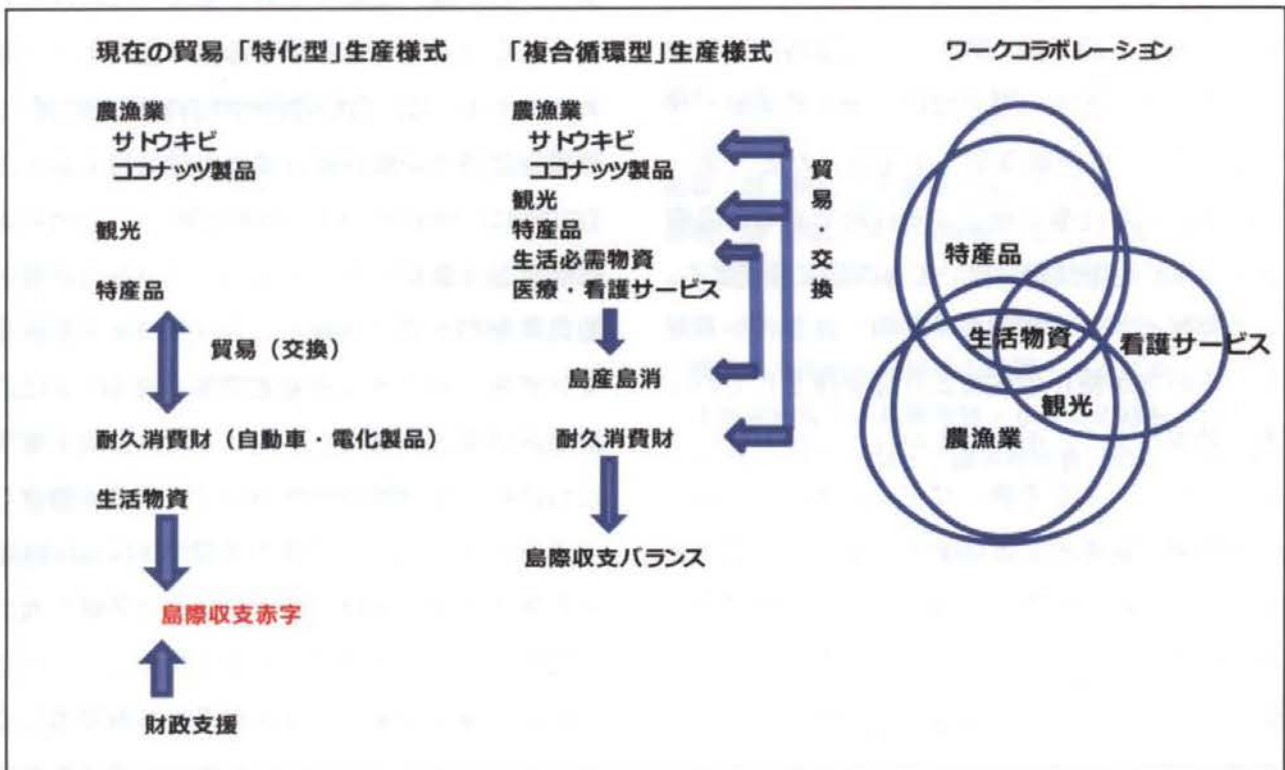 現在の貿易「特化型」生産様式
農漁業
サトウキビ
ココナッツ製品
観光
特産品
貿易（交換）
耐久消費財（自動車・電化製品）
生活物資
島際収支赤字
財政支援
「複合循環型」生産様式
農漁業
サトウキビ
ココナッツ製品
観光
特産品
生活必需物資
医療・看護サービス
島産島消
耐久消費財
島際収支バランス
貿易・交換
ワークコラボレーション
特産品
生活物資
看護サービス
観光
農漁業